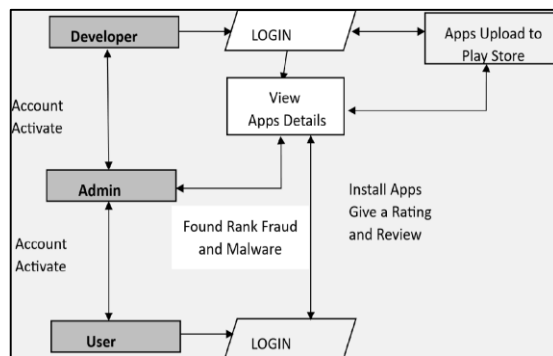 Developer
LOGIN
Apps Upload to
Play Store
View
Apps Details
Account
Activate
Admin
Install Apps
Give a Rating
and Review
Found Rank Fraud
and Malware
Account
Activate
User
LOGIN